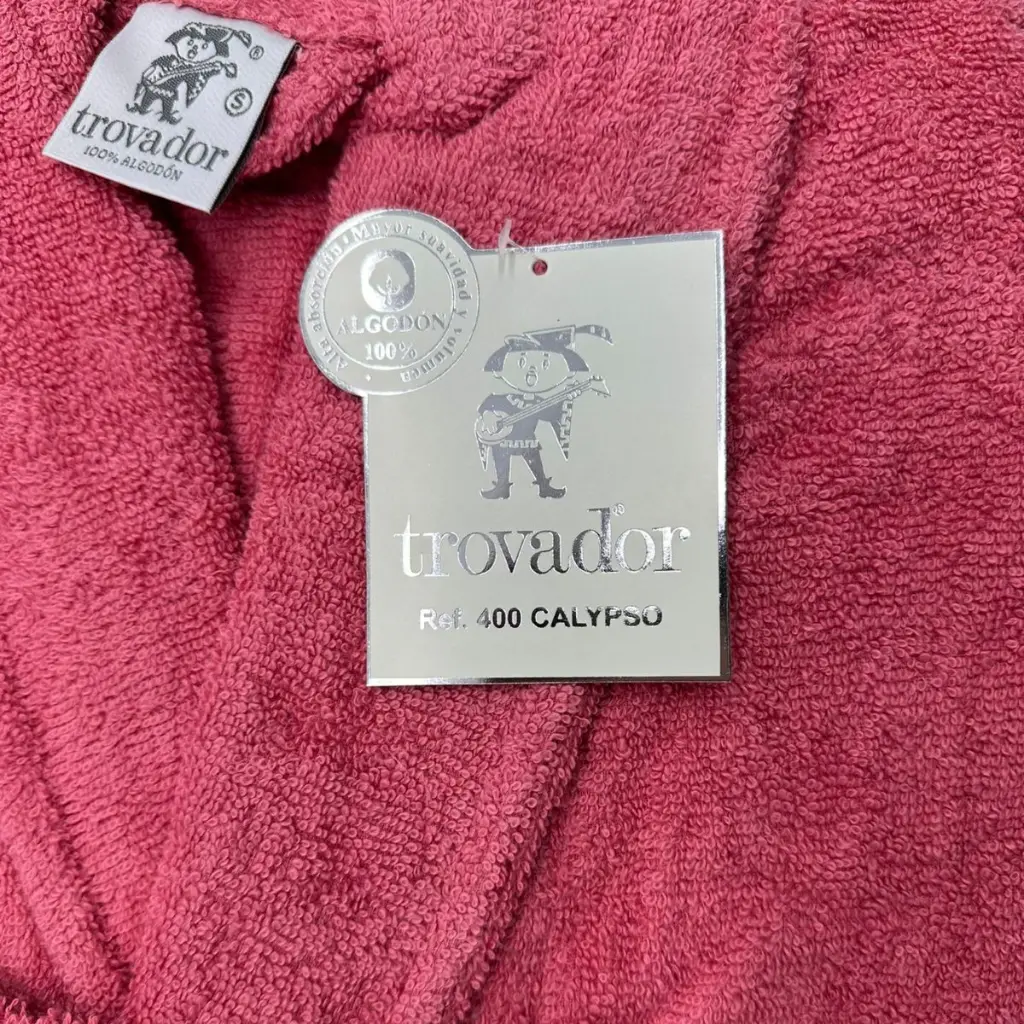 ®
S
trovador
100% ALGODÓN
Alta absorción • Mayor suavidad y volumen •
ALGODÓN
100%
trovador®
Ref. 400 CALYPSO